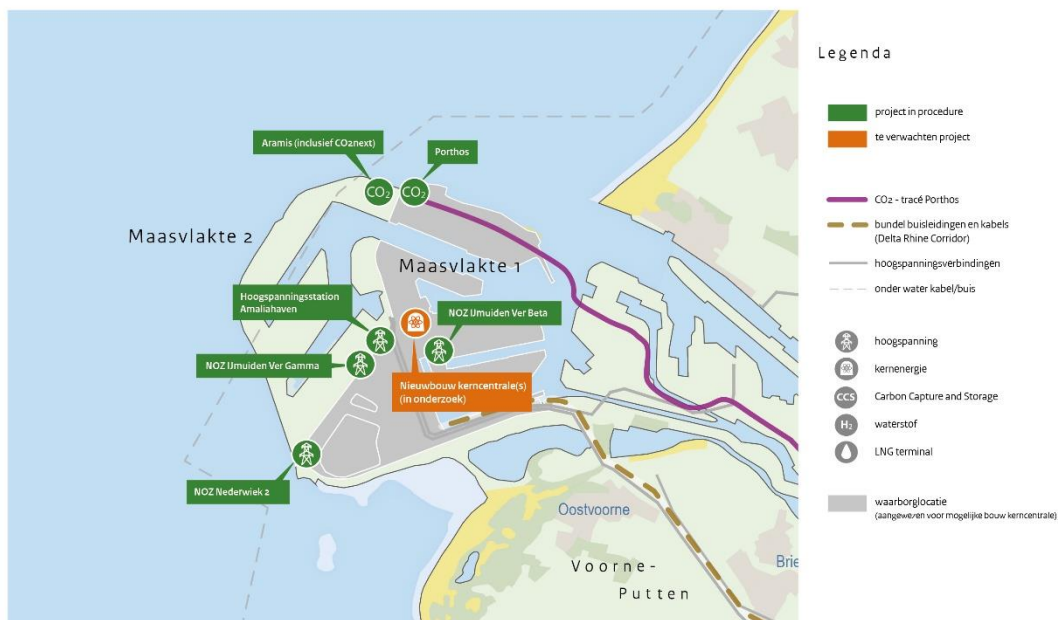 Aramis (inclusief CO2next)
Porthos
CO₂
CO₂
Maasvlakte 2
Maasvlakte 1
Hoogspanningsstation
Amaliahaven
NOZ IJmuiden Ver Beta
NOZ IJmuiden Ver Gamma
Nieuwbouw kerncentrale(s)
(in onderzoek)
NOZ Nederwiek 2
Oostvoorne
Voorne-
Putten
Brie
Legenda
project in procedure
te verwachten project
CO₂ - tracé Porthos
bundel buisleidingen en kabels
(Delta Rhine Corridor)
hoogspanningsverbindingen
onder water kabel/buis
hoogspanning
kernenergie
CCS Carbon Capture and Storage
H₂ waterstof
LNG terminal
waarborglocatie
(aangewezen voor mogelijke bouw kerncentrale)